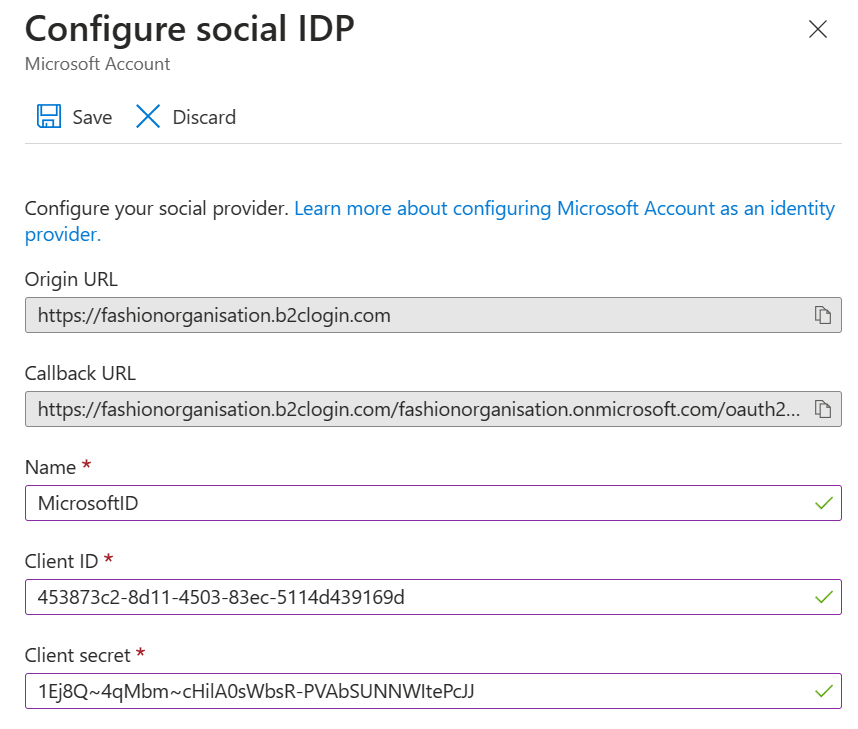 Configure social IDP
Microsoft Account
Save Discard
Configure your social provider. Learn more about configuring Microsoft Account as an identity
provider.
Origin URL
https://fashionorganisation.b2clogin.com
Callback URL
https://fashionorganisation.b2clogin.com/fashionorganisation.onmicrosoft.com/oauth2...
Name *
MicrosoftID
Client ID *
453873c2-8d11-4503-83ec-5114d439169d
Client secret *
1Ej8Q~4qMbm~cHilA0sWbsR-PVAbSUNNWItePcJJ